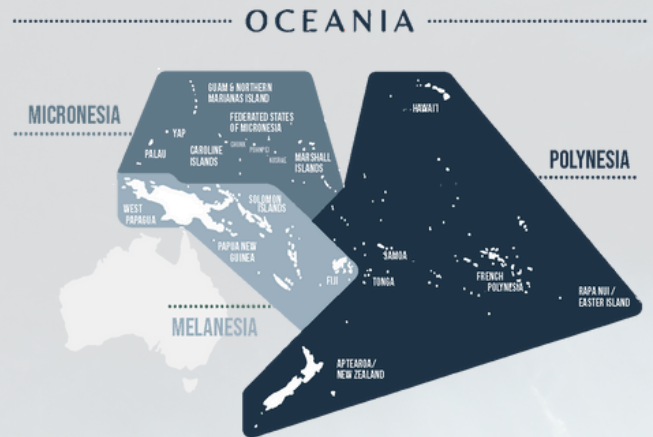 OCEANIA
MICRONESIA
GUAM & NORTHERN
MARIANAS ISLAND
FEDERATED STATES
OF MICRONESIA
YAP
PALAU
CAROLINE
ISLANDS
CHUUK
POHNPEI
KOSRAE
MARSHALL
ISLANDS
HAWAI'I
POLYNESIA
WEST
PAPAGUA
SOLOMON
ISLANDS
PAPUA NEW
GUINEA
FIJI
SAMOA
TONGA
FRENCH
POLYNESIA
RAPA NUI /
EASTER ISLAND
MELANESIA
APTEAROA/
NEW ZEALAND